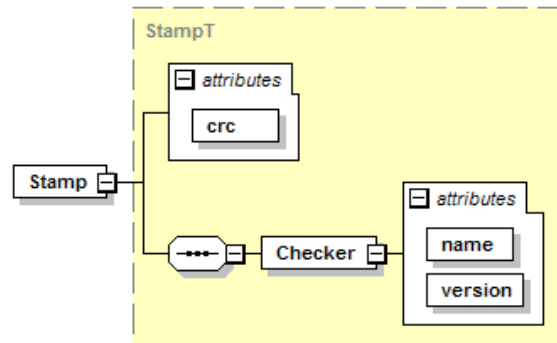 StampT
attributes
crc
Stamp
attributes
Checker
name
version